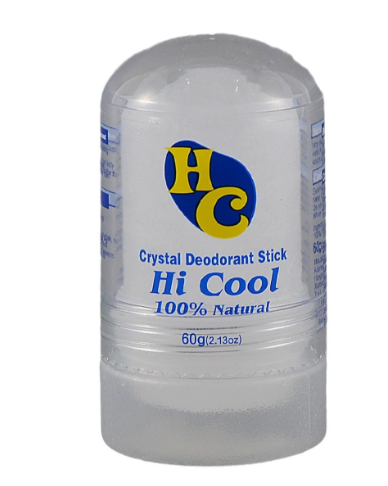 HC
Crystal Deodorant Stick
Hi Cool
100% Natural
60g(2.13oz)